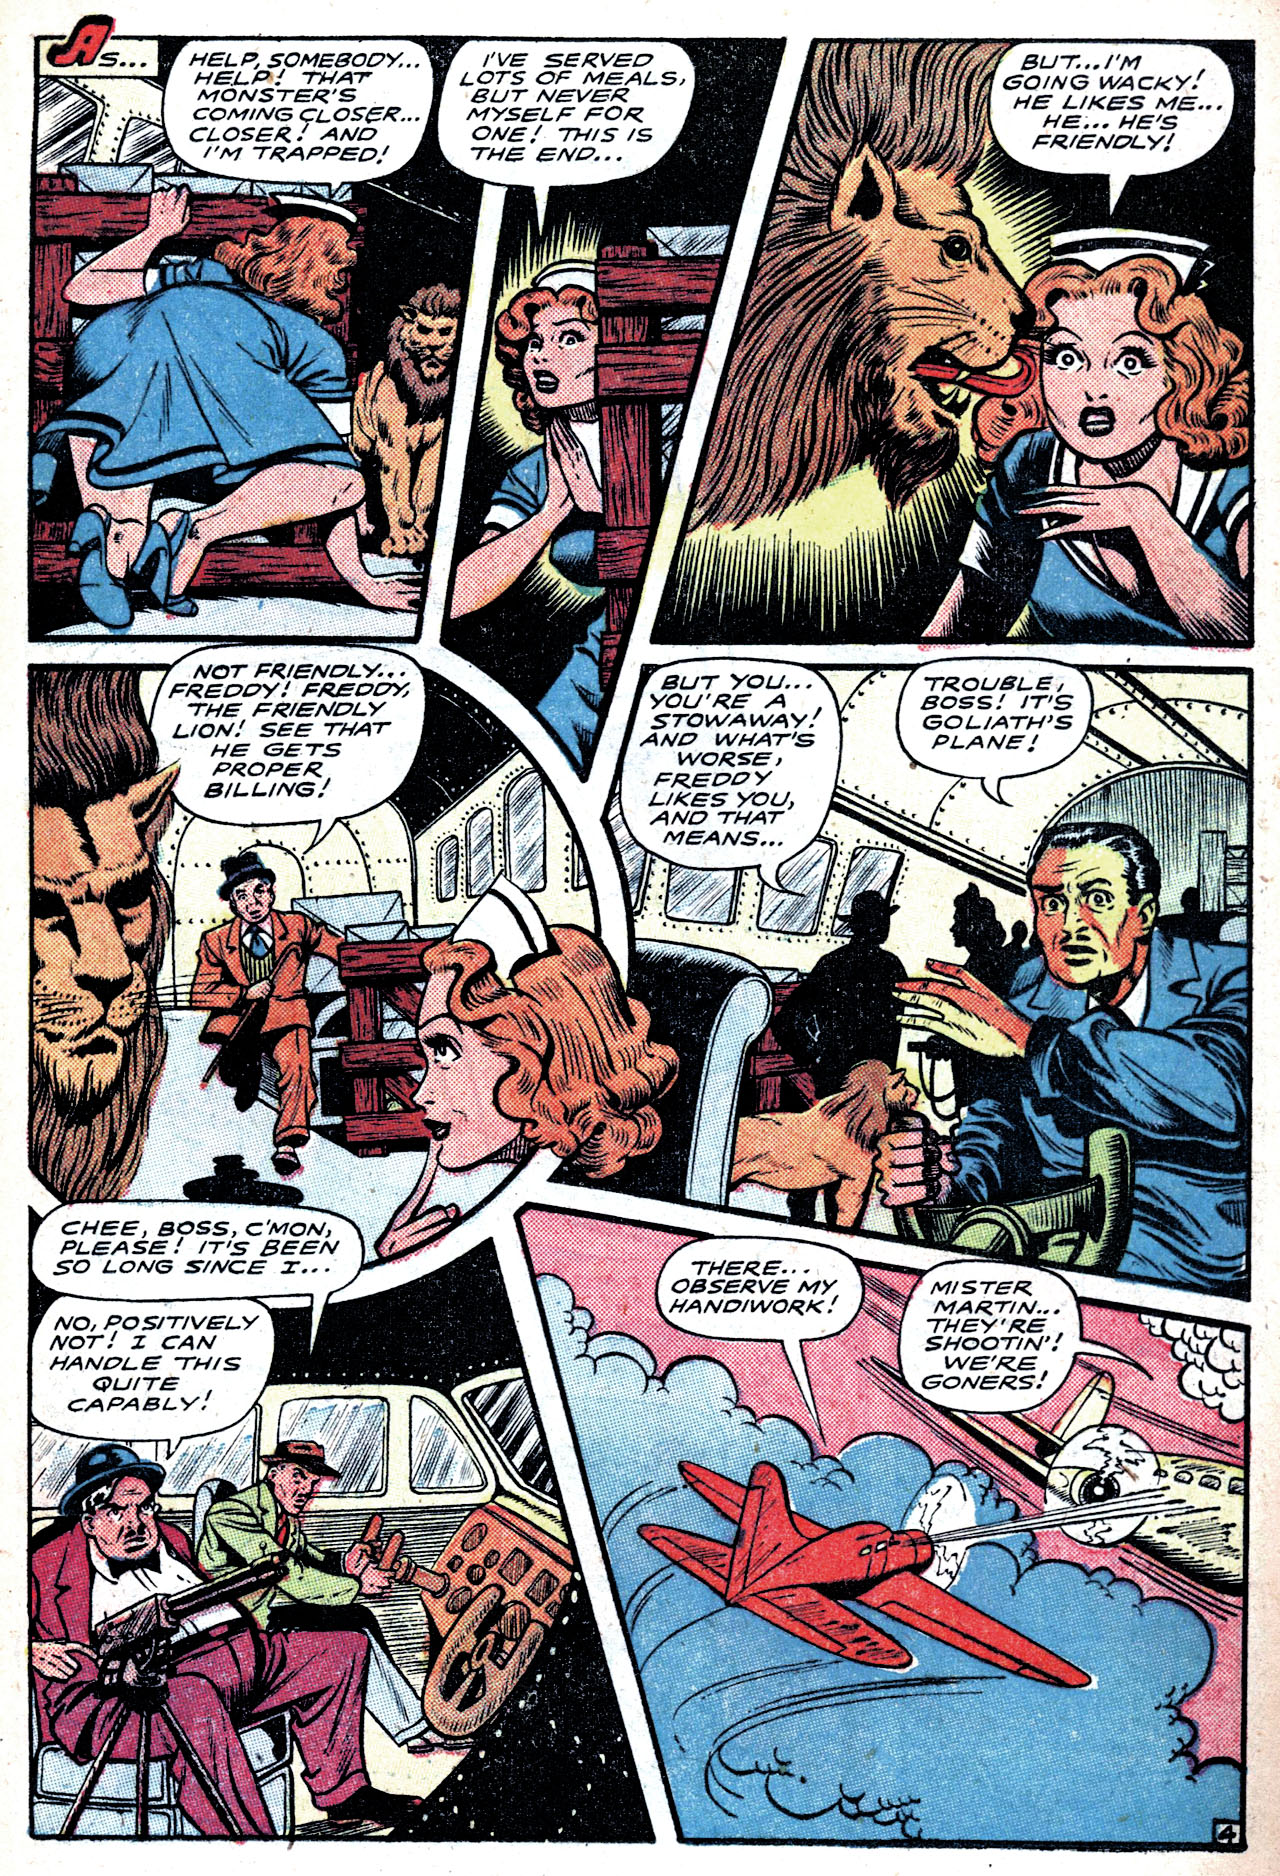 As...
HELP, SOMEBODY...
HELP! THAT
MONSTER'S
COMING CLOSER...
CLOSER! AND
I'M TRAPPED!
I'VE SERVED
LOTS OF MEALS,
BUT NEVER
MYSELF FOR
ONE! THIS IS
THE END...
BUT...I'M
GOING WACKY!
HE LIKES ME...
HE... HE'S
FRIENDLY!
NOT FRIENDLY...
FREDDY! FREDDY,
THE FRIENDLY
LION! SEE THAT
HE GETS
PROPER
BILLING!
BUT YOU...
YOU'RE A
STOWAWAY!
AND WHAT'S
WORSE,
FREDDY
LIKES YOU,
AND THAT
MEANS...
TROUBLE,
BOSS! IT'S
GOLIATH'S
PLANE!
CHEE, BOSS, C'MON,
PLEASE! IT'S BEEN
SO LONG SINCE I...
NO, POSITIVELY
NOT! I CAN
HANDLE THIS
QUITE
CAPABLY!
THERE...
OBSERVE MY
HANDIWORK!
MISTER
MARTIN...
THEY'RE
SHOOTIN'!
WE'RE
GONERS!
4